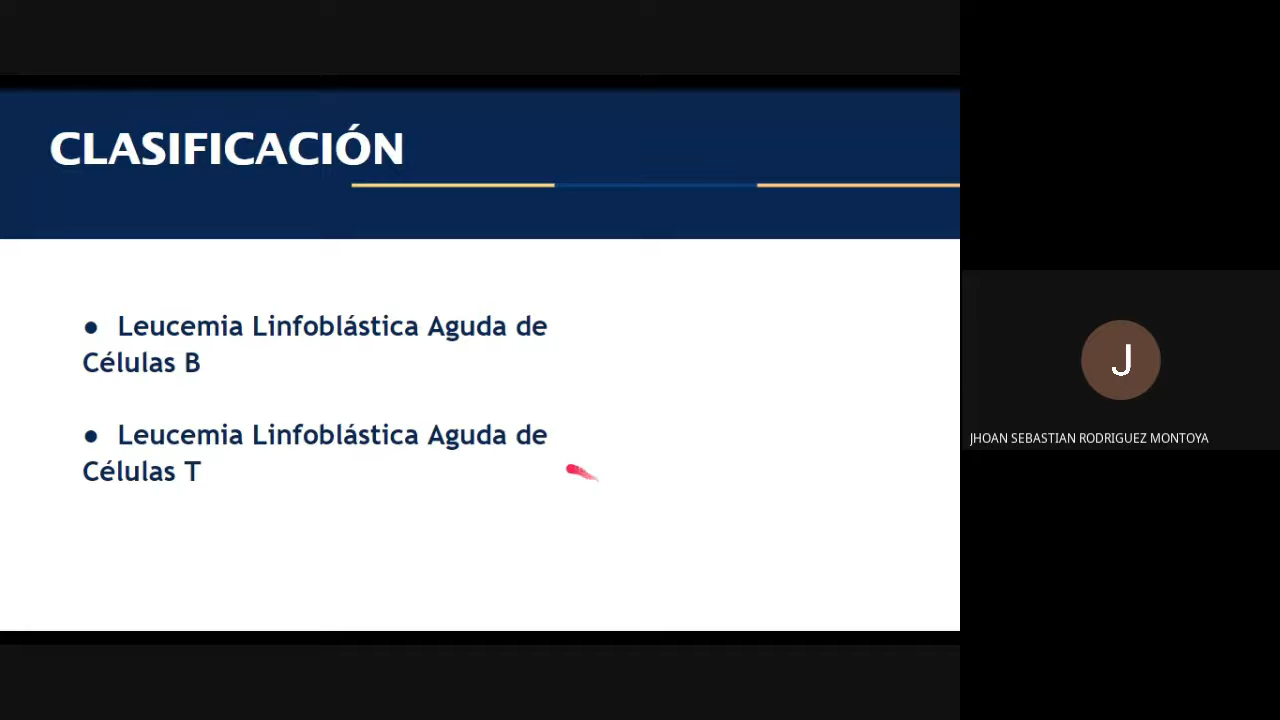 CLASIFICACIÓN
● Leucemia Linfoblástica Aguda de
Células B
● Leucemia Linfoblástica Aguda de
Células T
J
JHOAN SEBASTIAN RODRIGUEZ MONTOYA